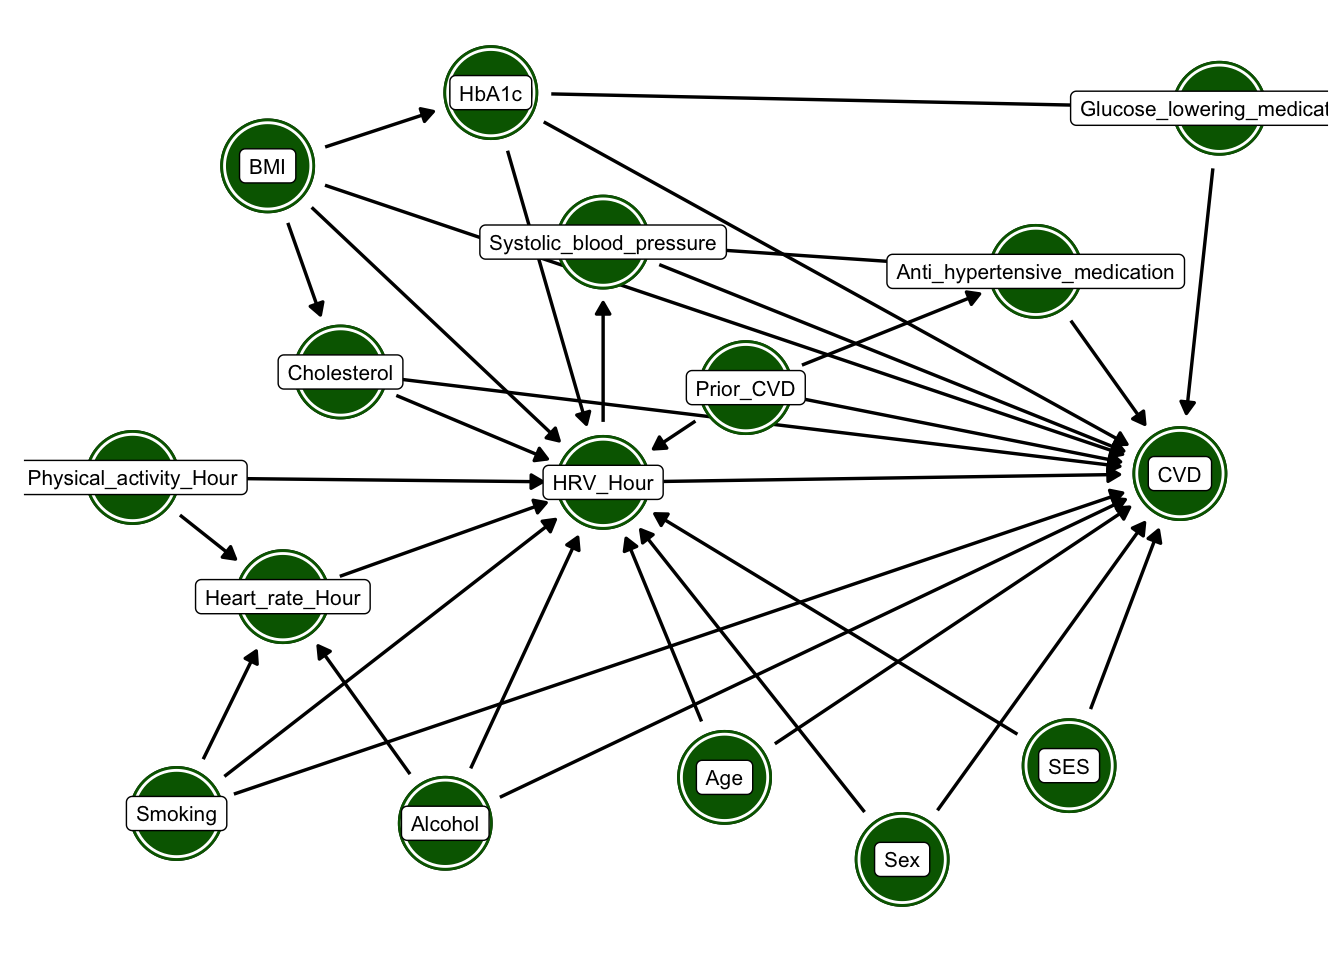 HbA1c
Glucose_lowering_medicat
BMI
Systolic_blood_pressure
Anti_hypertensive_medication
Cholesterol
Prior_CVD
Physical_activity_Hour
HRV_Hour
CVD
Heart_rate_Hour
Age
SES
Smoking
Alcohol
Sex